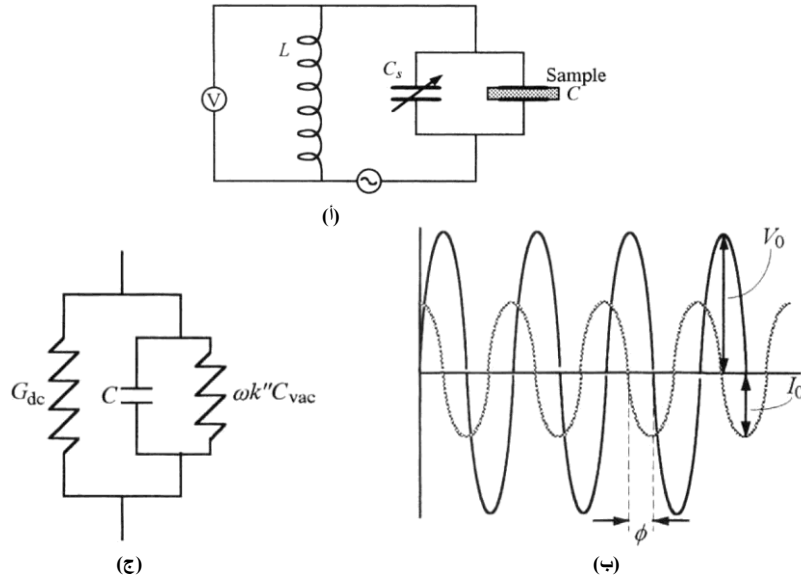 L
C_s
Sample
C
V
(أ)
V_0
I_0
ϕ
(ب)
G_dc
C
ωk″C_vac
(ج)